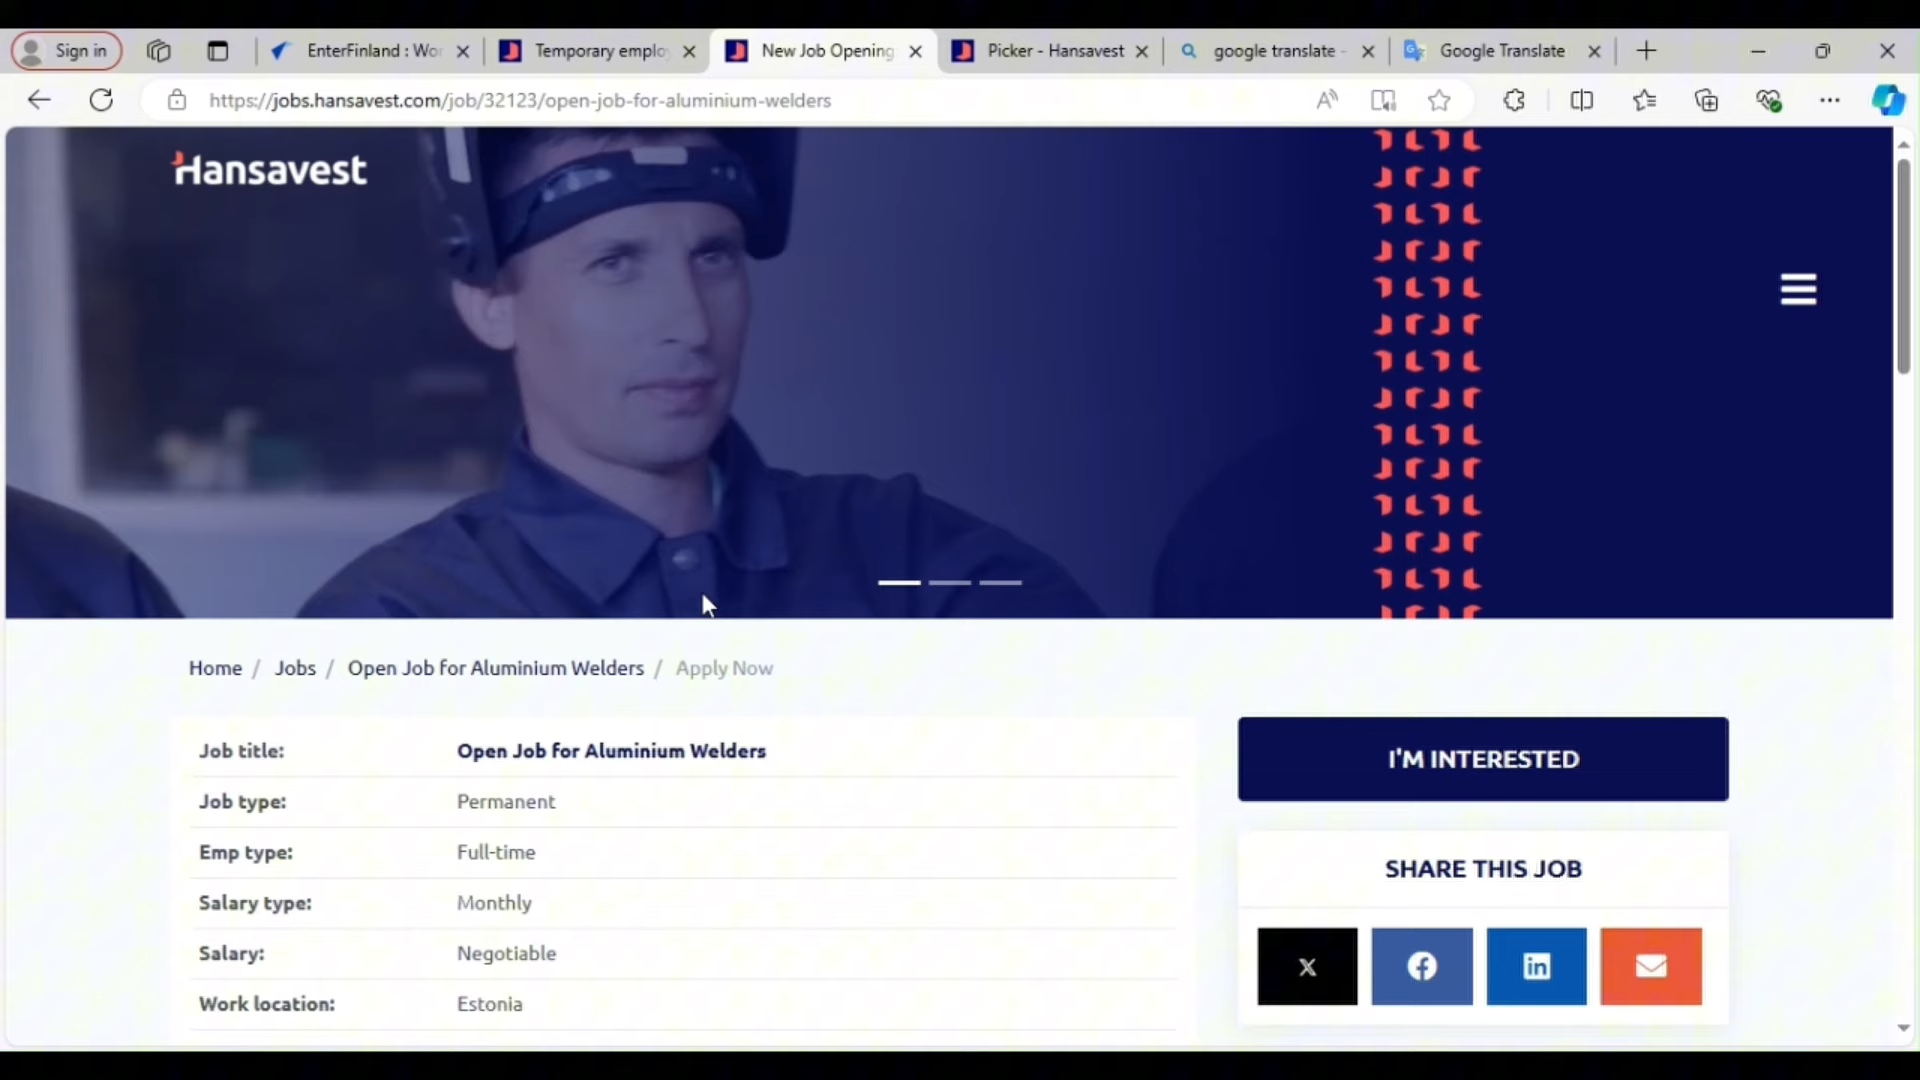 Sign in
EnterFinland : Wor
Temporary emplo
New Job Opening
Picker - Hansavest
google translate -
Google Translate
https://jobs.hansavest.com/job/32123/open-job-for-aluminium-welders
Hansavest
Home / Jobs / Open Job for Aluminium Welders / Apply Now
Job title: Open Job for Aluminium Welders
Job type: Permanent
Emp type: Full-time
Salary type: Monthly
Salary: Negotiable
Work location: Estonia
I'M INTERESTED
SHARE THIS JOB